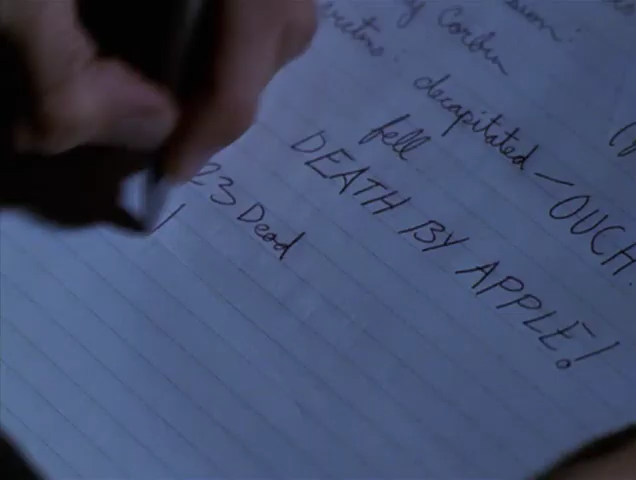 y Corbin
decapitated — OUCH!
fell
DEATH BY APPLE!
23 Dead